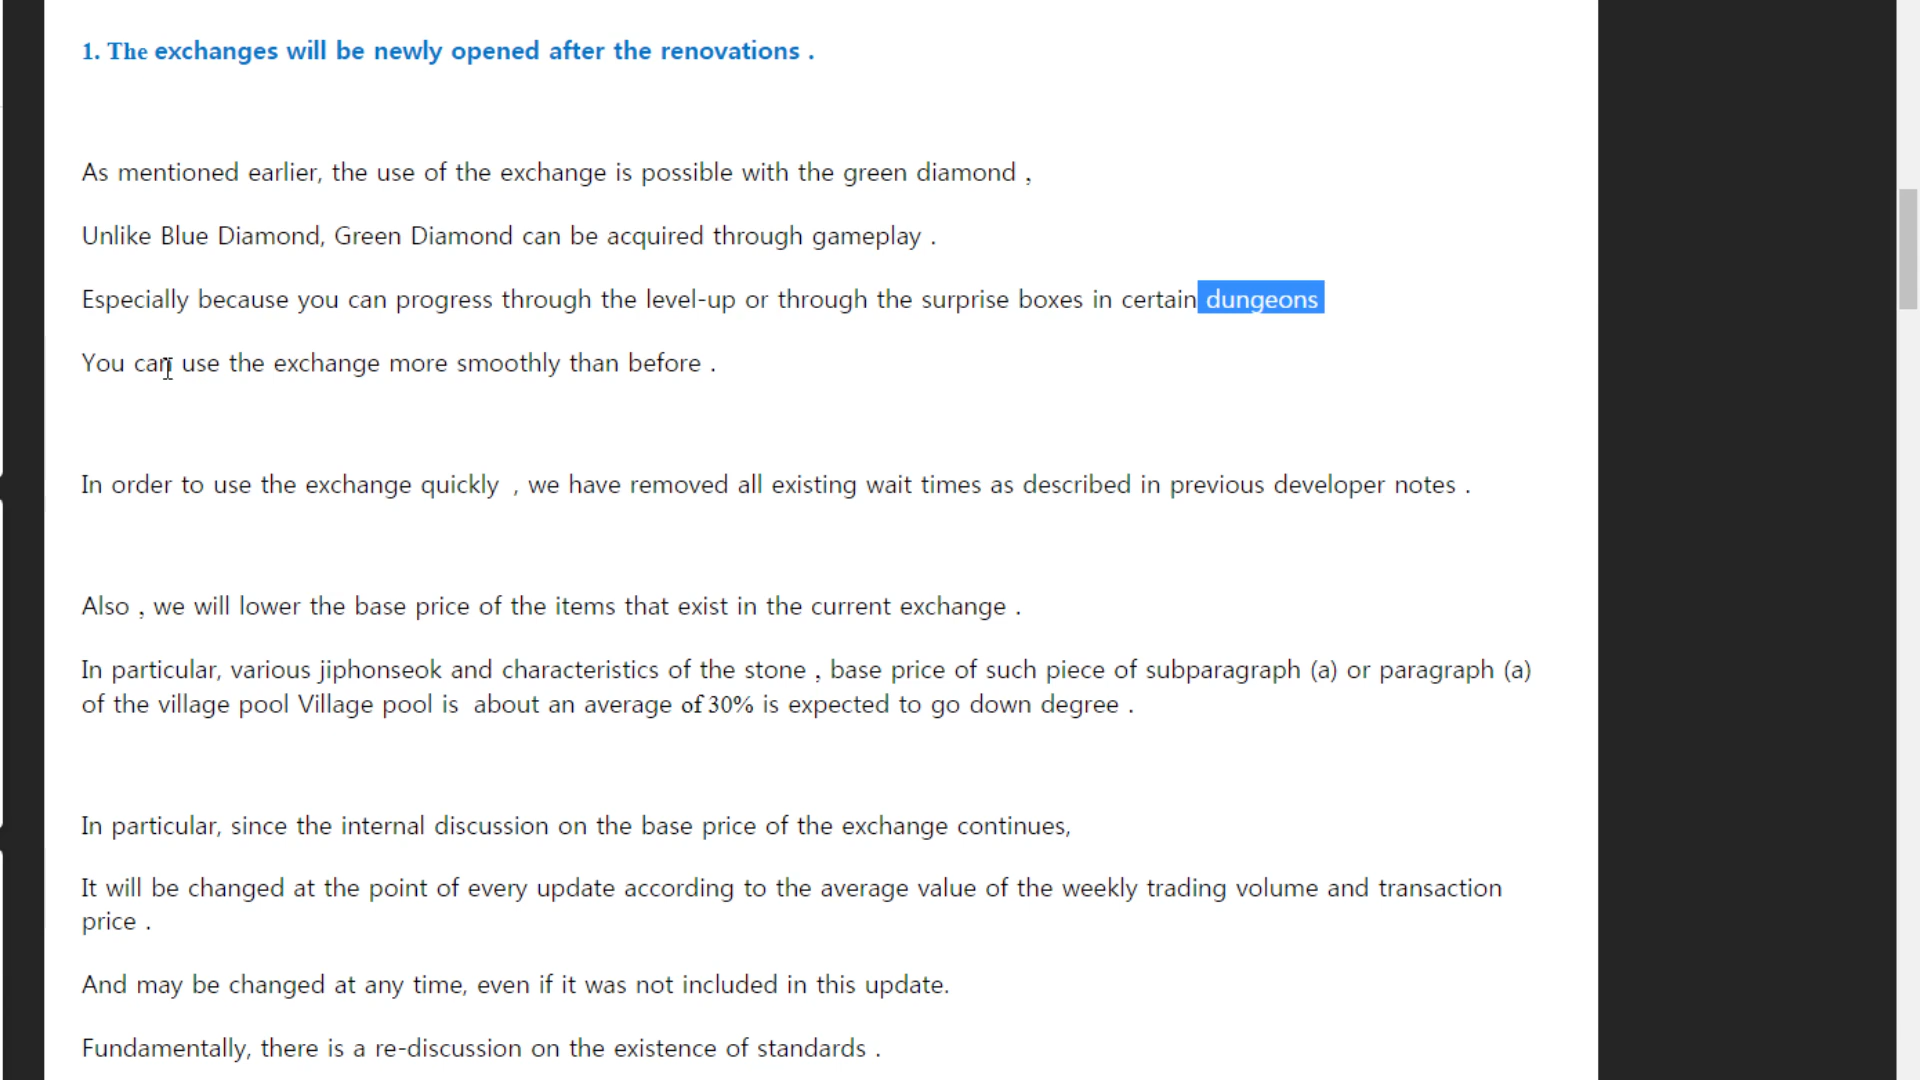 1. The exchanges will be newly opened after the renovations .
As mentioned earlier, the use of the exchange is possible with the green diamond ,
Unlike Blue Diamond, Green Diamond can be acquired through gameplay .
Especially because you can progress through the level-up or through the surprise boxes in certain dungeons
You can use the exchange more smoothly than before .
In order to use the exchange quickly , we have removed all existing wait times as described in previous developer notes .
Also , we will lower the base price of the items that exist in the current exchange .
In particular, various jiphonseok and characteristics of the stone , base price of such piece of subparagraph (a) or paragraph (a)
of the village pool Village pool is about an average of 30% is expected to go down degree .
In particular, since the internal discussion on the base price of the exchange continues,
It will be changed at the point of every update according to the average value of the weekly trading volume and transaction
price .
And may be changed at any time, even if it was not included in this update.
Fundamentally, there is a re-discussion on the existence of standards .